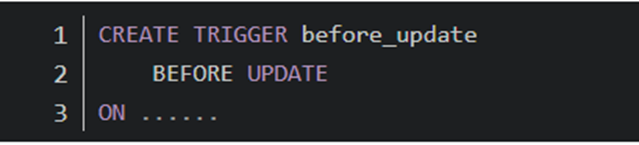 1 CREATE TRIGGER before_update
2 BEFORE UPDATE
3 ON ......